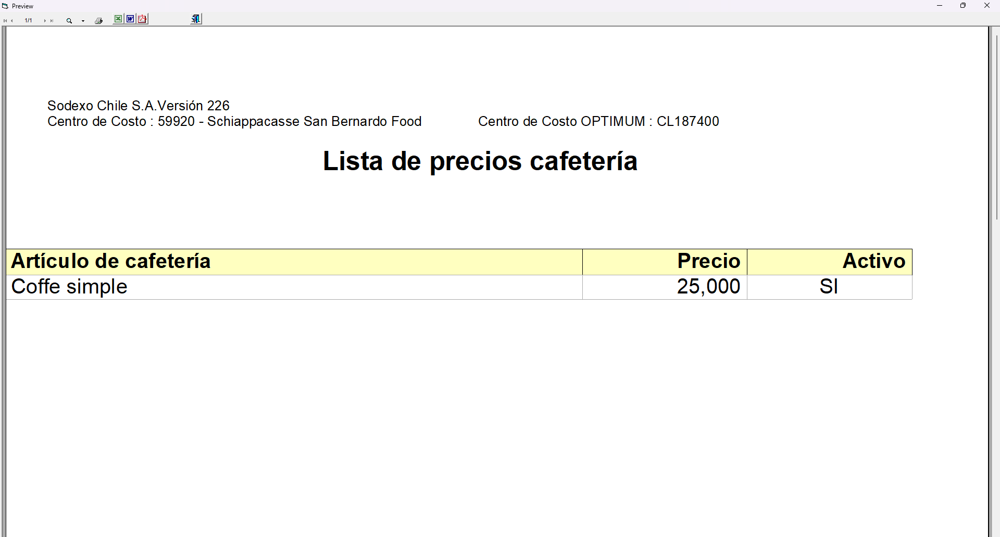 Preview
1/1
Sodexo Chile S.A.Versión 226
Centro de Costo : 59920 - Schiappacasse San Bernardo Food Centro de Costo OPTIMUM : CL187400
Lista de precios cafetería
Artículo de cafetería Precio Activo
Coffe simple 25,000 SI